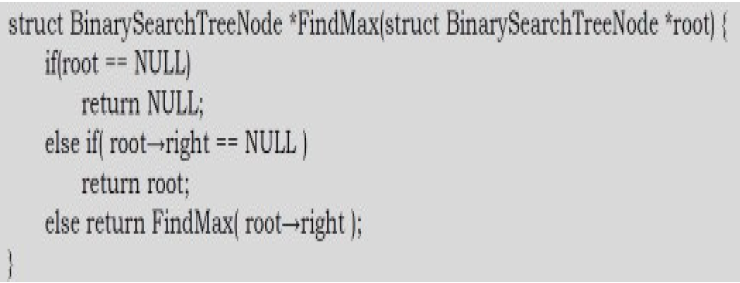 struct BinarySearchTreeNode *FindMax(struct BinarySearchTreeNode *root) {
if(root == NULL)
return NULL;
else if( root→right == NULL )
return root;
else return FindMax( root→right );
}